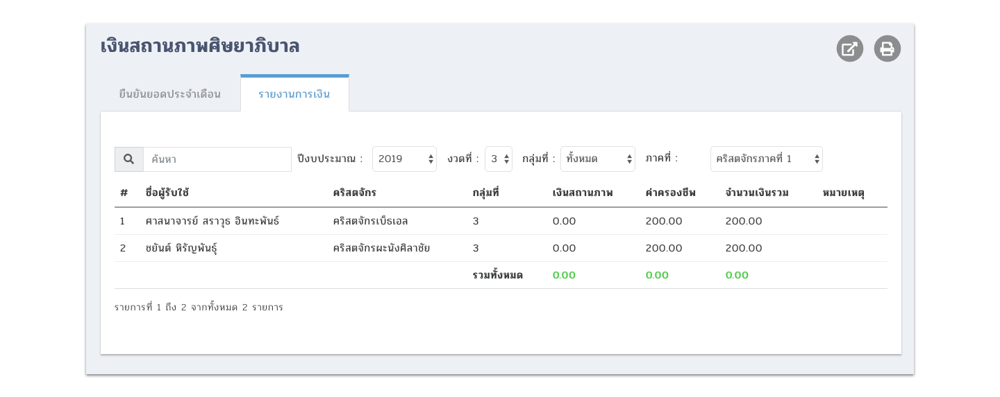 เงินสถานภาพศิษยาภิบาล
ยืนยันยอดประจำเดือน รายงานการเงิน
ค้นหา ปีงบประมาณ : 2019 งวดที่ : 3 กลุ่มที่ : ทั้งหมด ภาคที่ : คริสตจักรภาคที่ 1
# ชื่อผู้รับใช้ คริสตจักร กลุ่มที่ เงินสถานภาพ ค่าครองชีพ จำนวนเงินรวม หมายเหตุ
1 ศาสนาจารย์ สราวุธ อินทะพันธ์ คริสตจักรเบ็ธเอล 3 0.00 200.00 200.00
2 ชยันต์ หิรัญพันธุ์ คริสตจักรผะนังศิลาชัย 3 0.00 200.00 200.00
รวมทั้งหมด 0.00 0.00 0.00
รายการที่ 1 ถึง 2 จากทั้งหมด 2 รายการ